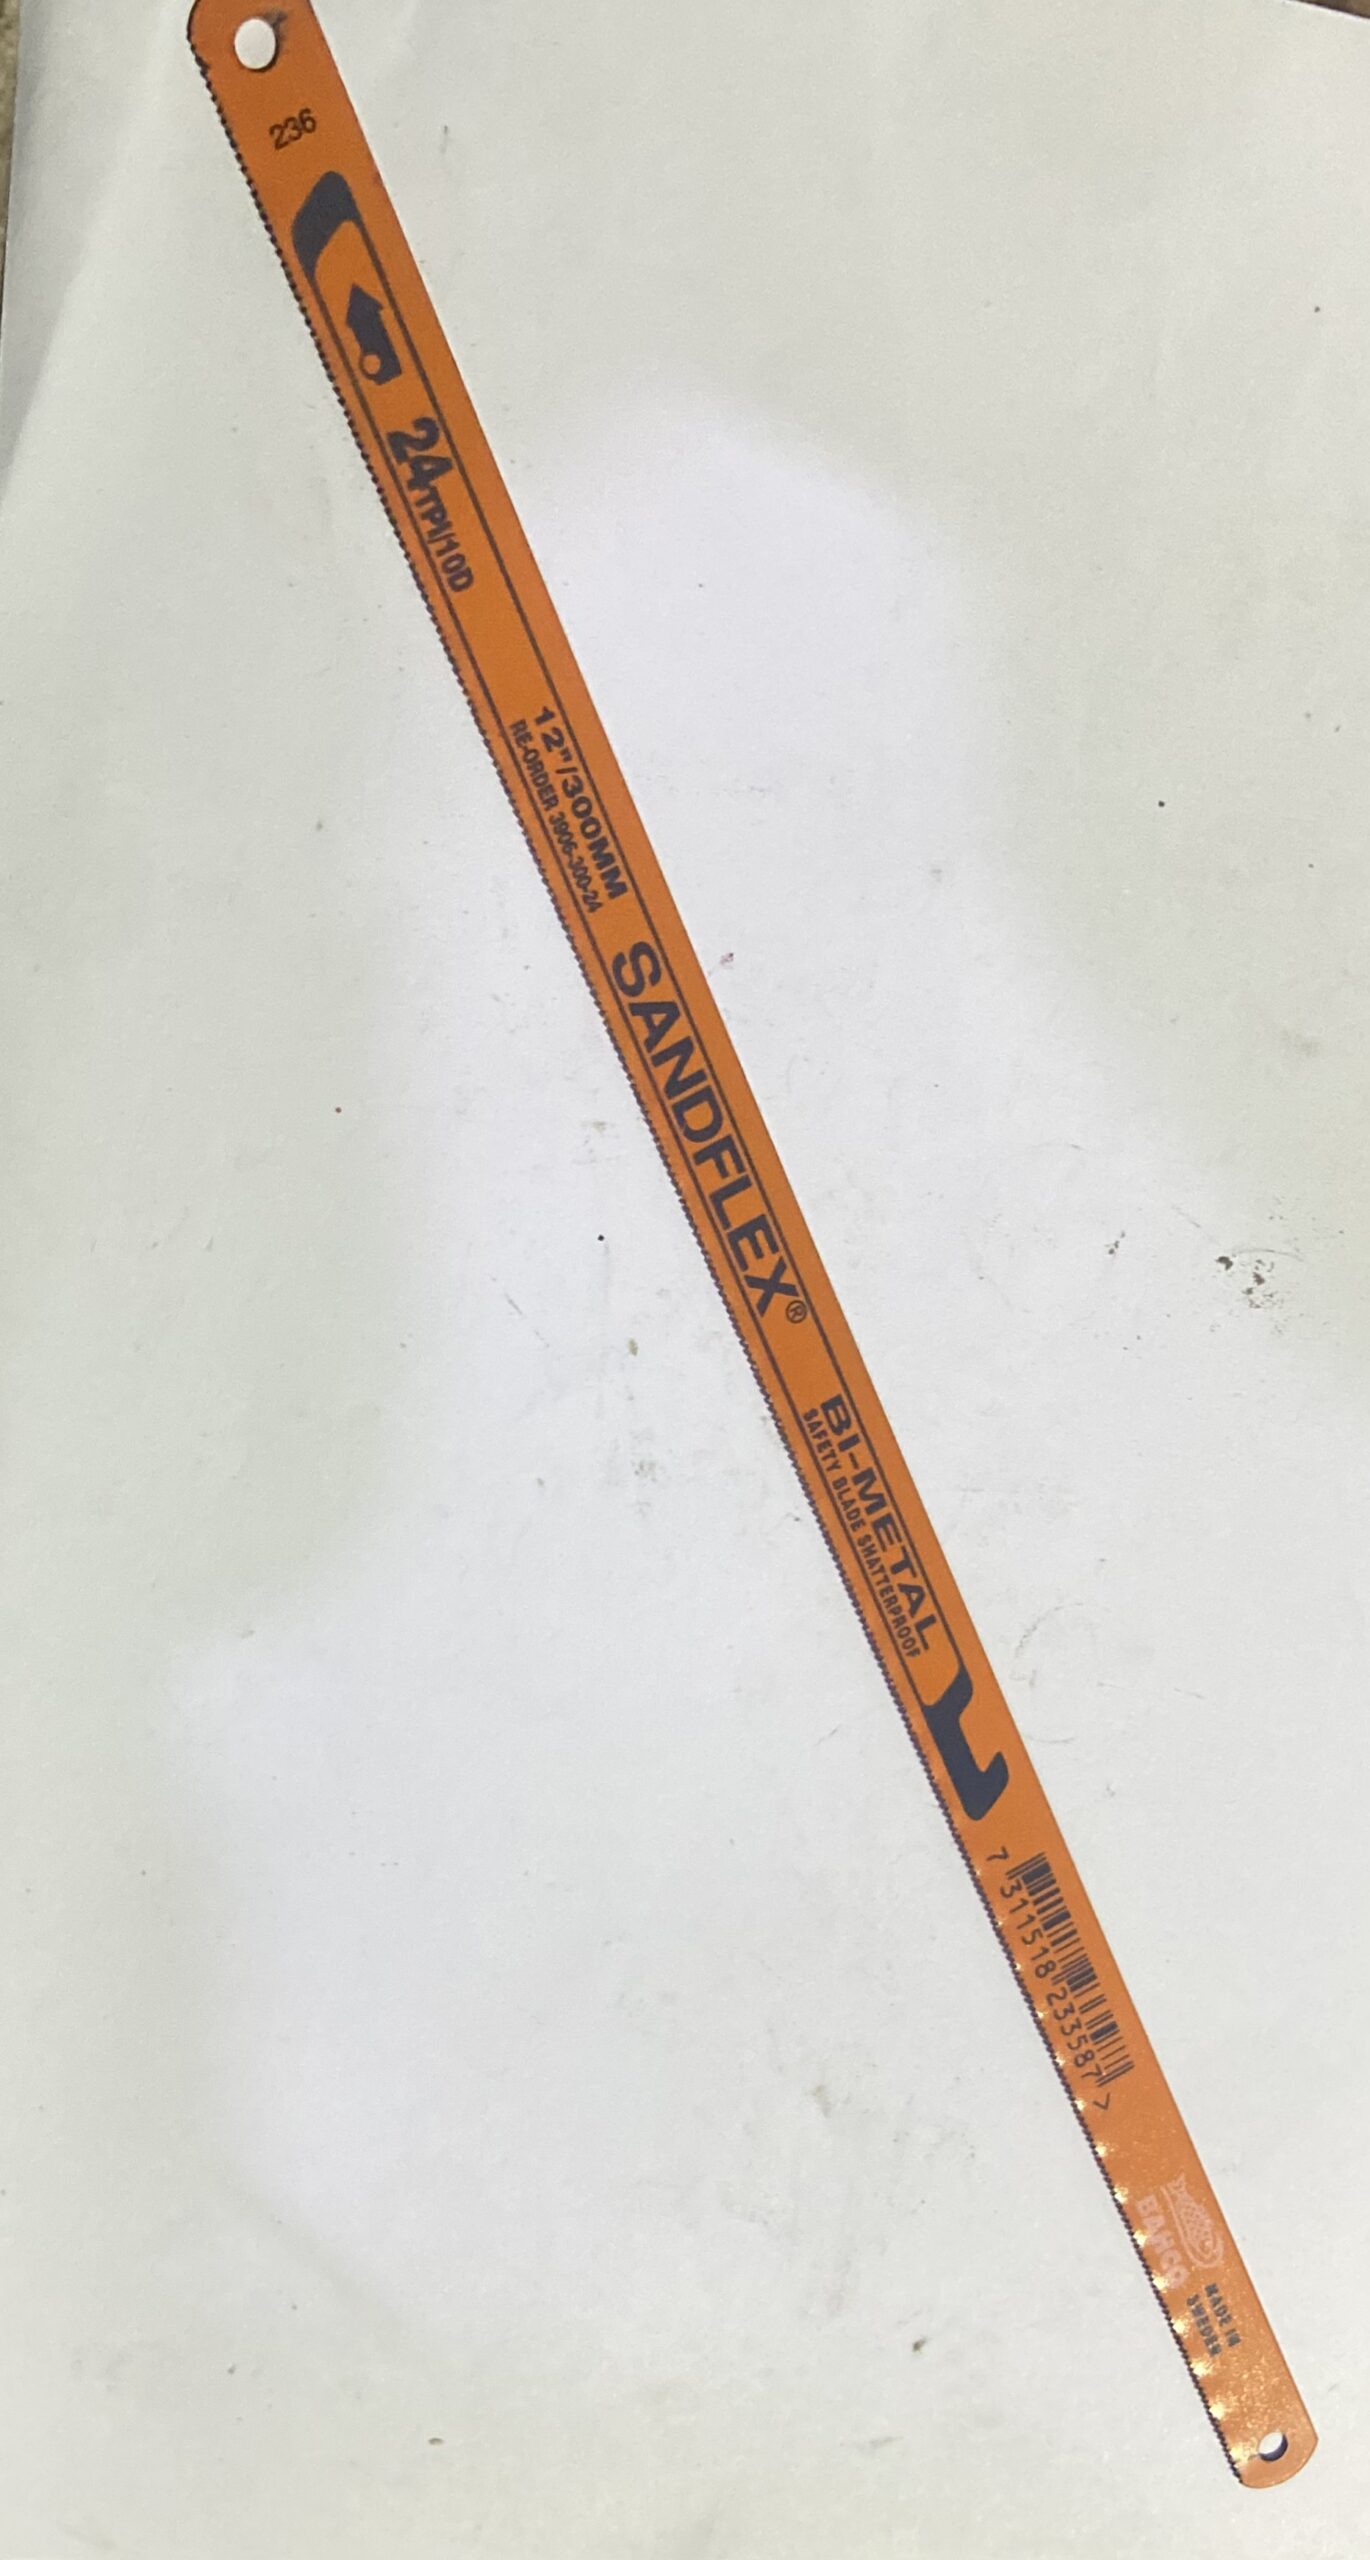 236
24TPI/10D
12"/300MM
RE-ORDER 3906-300-24
SANDFLEX®
BI-METAL
SAFETY BLADE SHATTERPROOF
7 311518 233587 >
BAHCO
MADE IN
SWEDEN